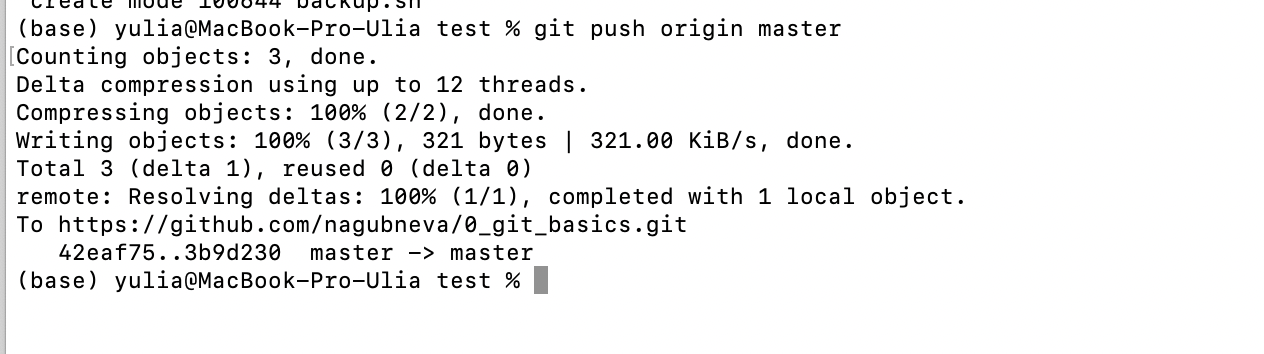 create mode 100644 backup.sh
(base) yulia@MacBook-Pro-Ulia test % git push origin master
[Counting objects: 3, done.
Delta compression using up to 12 threads.
Compressing objects: 100% (2/2), done.
Writing objects: 100% (3/3), 321 bytes | 321.00 KiB/s, done.
Total 3 (delta 1), reused 0 (delta 0)
remote: Resolving deltas: 100% (1/1), completed with 1 local object.
To https://github.com/nagubneva/0_git_basics.git
   42eaf75..3b9d230  master -> master
(base) yulia@MacBook-Pro-Ulia test %